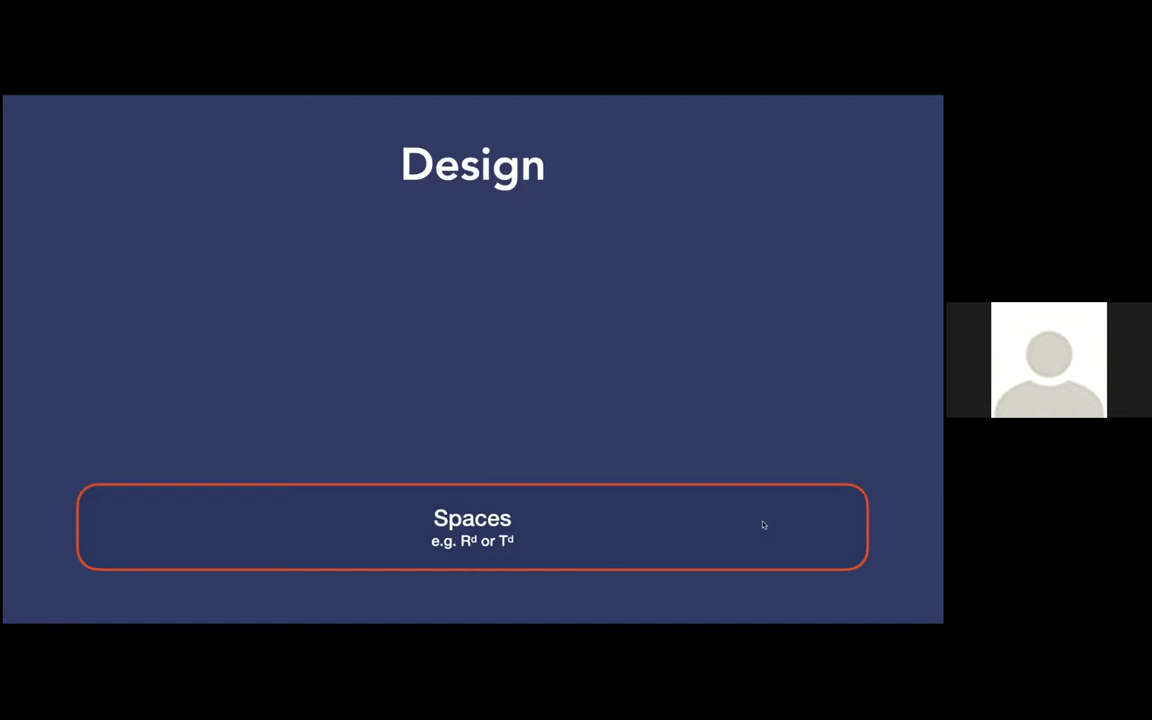 Design
Spaces
e.g. Rᵈ or Tᵈ